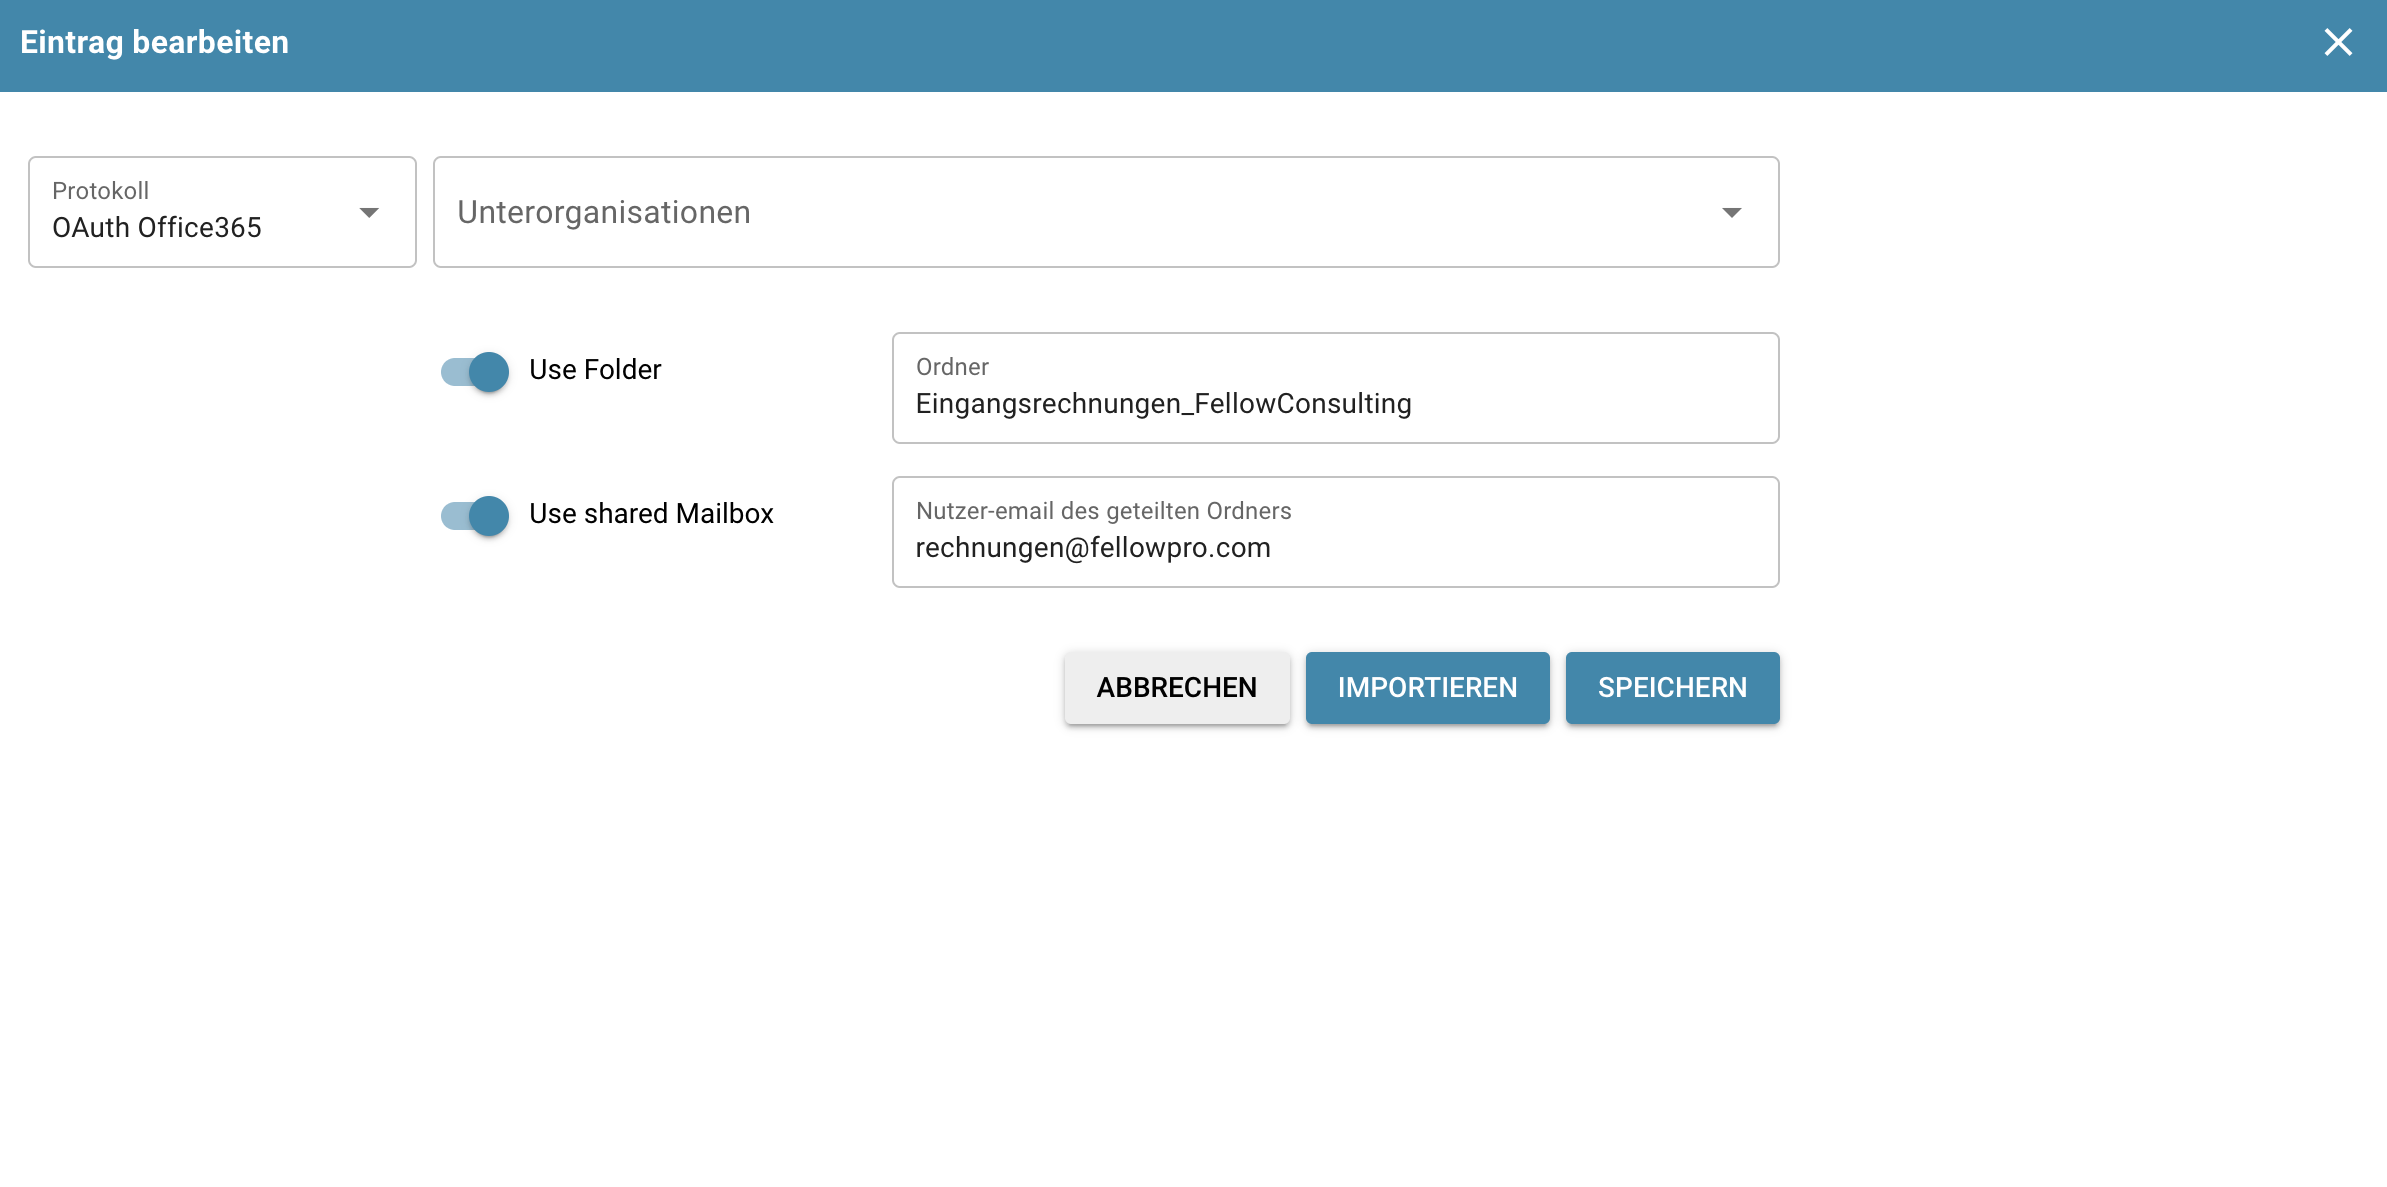 Eintrag bearbeiten
Protokoll
OAuth Office365
Unterorganisationen
Use Folder
Ordner
Eingangsrechnungen_FellowConsulting
Use shared Mailbox
Nutzer-email des geteilten Ordners
rechnungen@fellowpro.com
ABBRECHEN
IMPORTIEREN
SPEICHERN